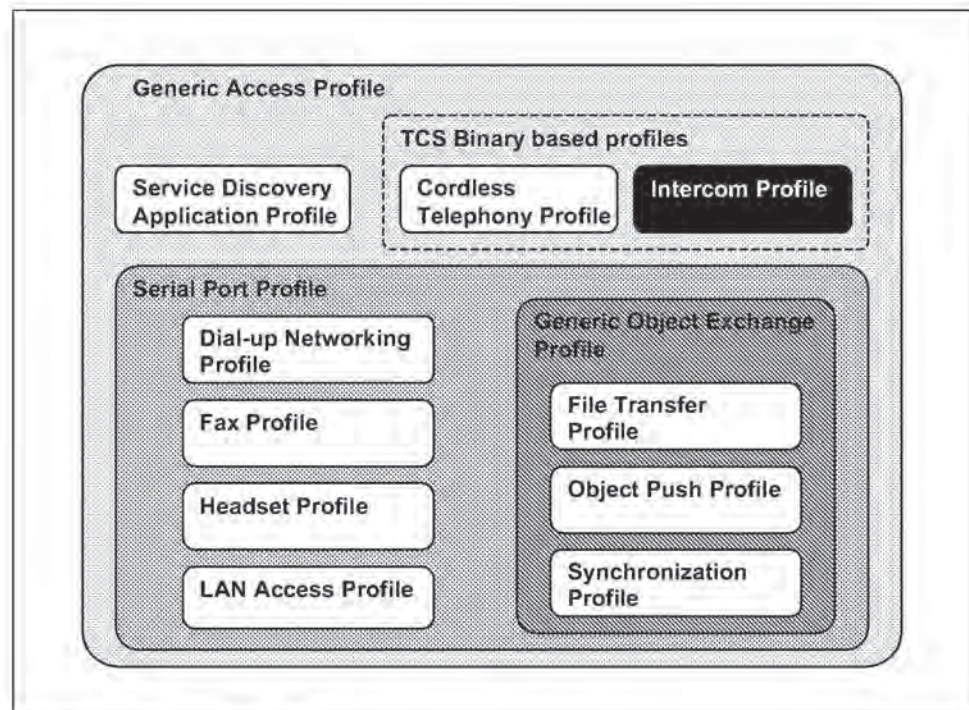 Generic Access Profile
TCS Binary based profiles
Service Discovery
Application Profile
Cordless
Telephony Profile
Intercom Profile
Serial Port Profile
Dial-up Networking
Profile
Fax Profile
Headset Profile
LAN Access Profile
Generic Object Exchange
Profile
File Transfer
Profile
Object Push Profile
Synchronization
Profile